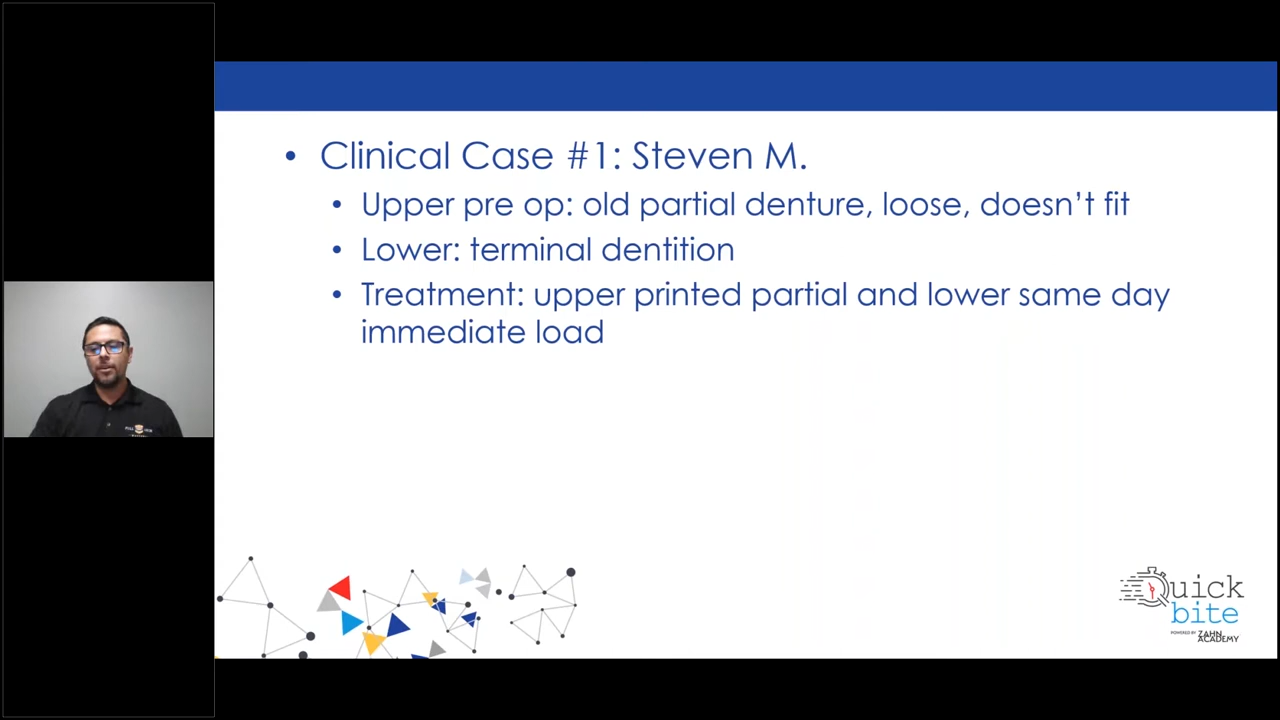 • Clinical Case #1: Steven M.
• Upper pre op: old partial denture, loose, doesn’t fit
• Lower: terminal dentition
• Treatment: upper printed partial and lower same day
immediate load
Quick
bite
POWERED BY ZAHN
ACADEMY